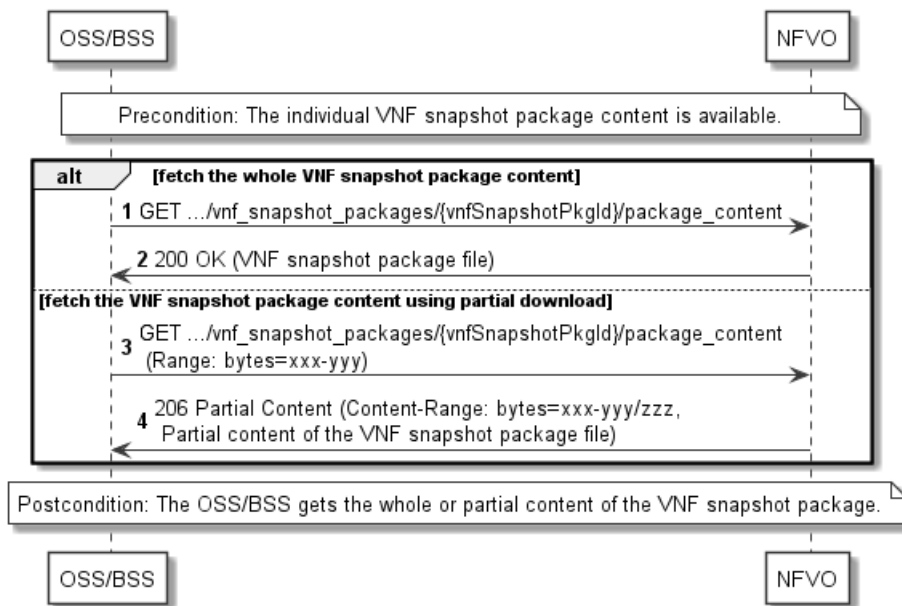 OSS/BSS
NFVO
Precondition: The individual VNF snapshot package content is available.
alt
[fetch the whole VNF snapshot package content]
1 GET .../vnf_snapshot_packages/{vnfSnapshotPkgId}/package_content
2 200 OK (VNF snapshot package file)
[fetch the VNF snapshot package content using partial download]
3 GET .../vnf_snapshot_packages/{vnfSnapshotPkgId}/package_content
(Range: bytes=xxx-yyy)
4 206 Partial Content (Content-Range: bytes=xxx-yyy/zzz,
Partial content of the VNF snapshot package file)
Postcondition: The OSS/BSS gets the whole or partial content of the VNF snapshot package.
OSS/BSS
NFVO